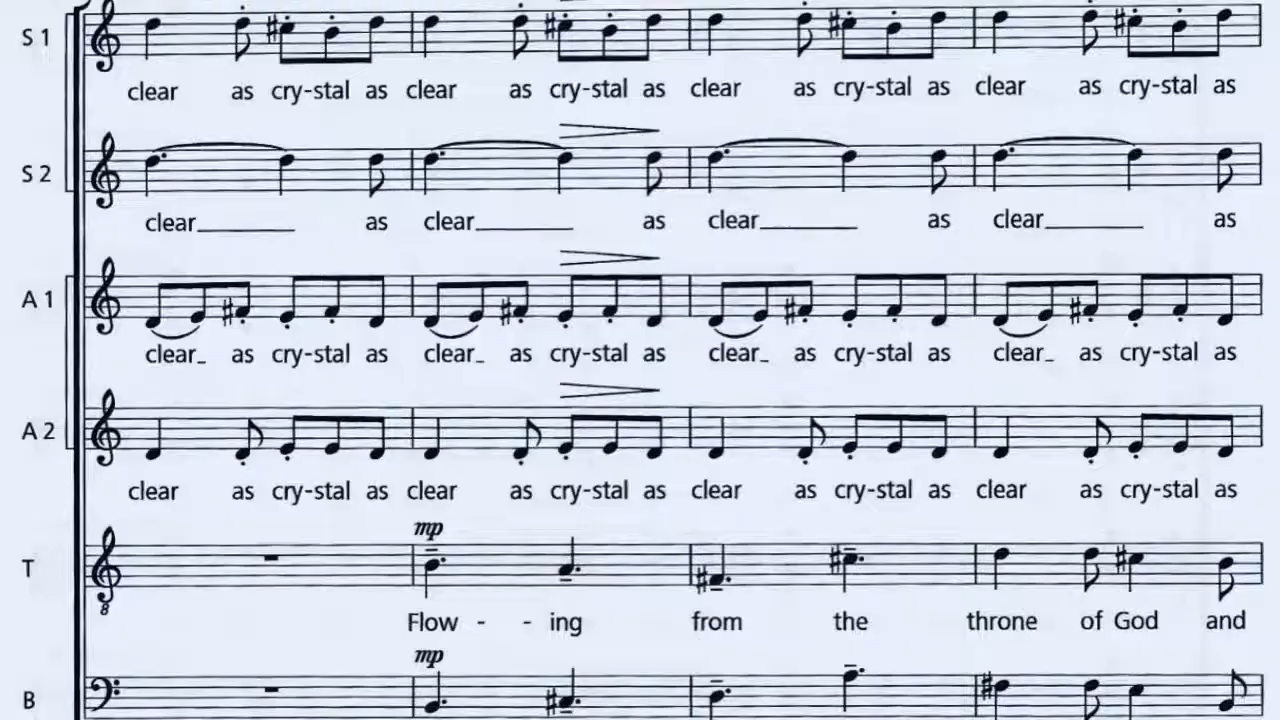 S 1
clear as cry-stal as clear as cry-stal as clear as cry-stal as clear as cry-stal as
S 2
clear as clear as clear as clear as
A 1
clear_ as cry-stal as clear_ as cry-stal as clear_ as cry-stal as clear_ as cry-stal as
A 2
clear as cry-stal as clear as cry-stal as clear as cry-stal as clear as cry-stal as
mp
T
8
Flow - - ing from the throne of God and
mp
B